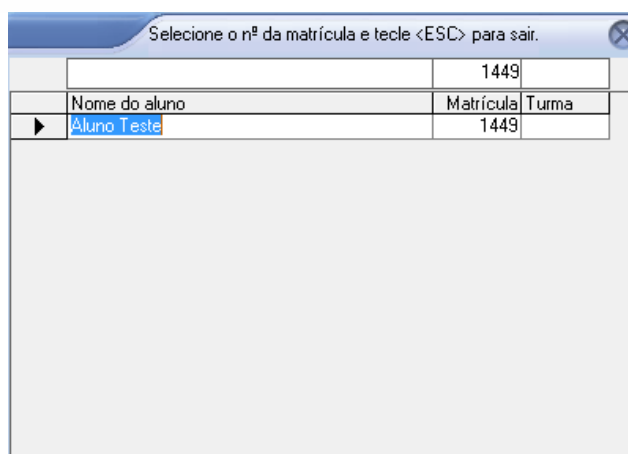 Selecione o nº da matrícula e tecle <ESC> para sair.
1449
Nome do aluno Matrícula Turma
Aluno Teste 1449